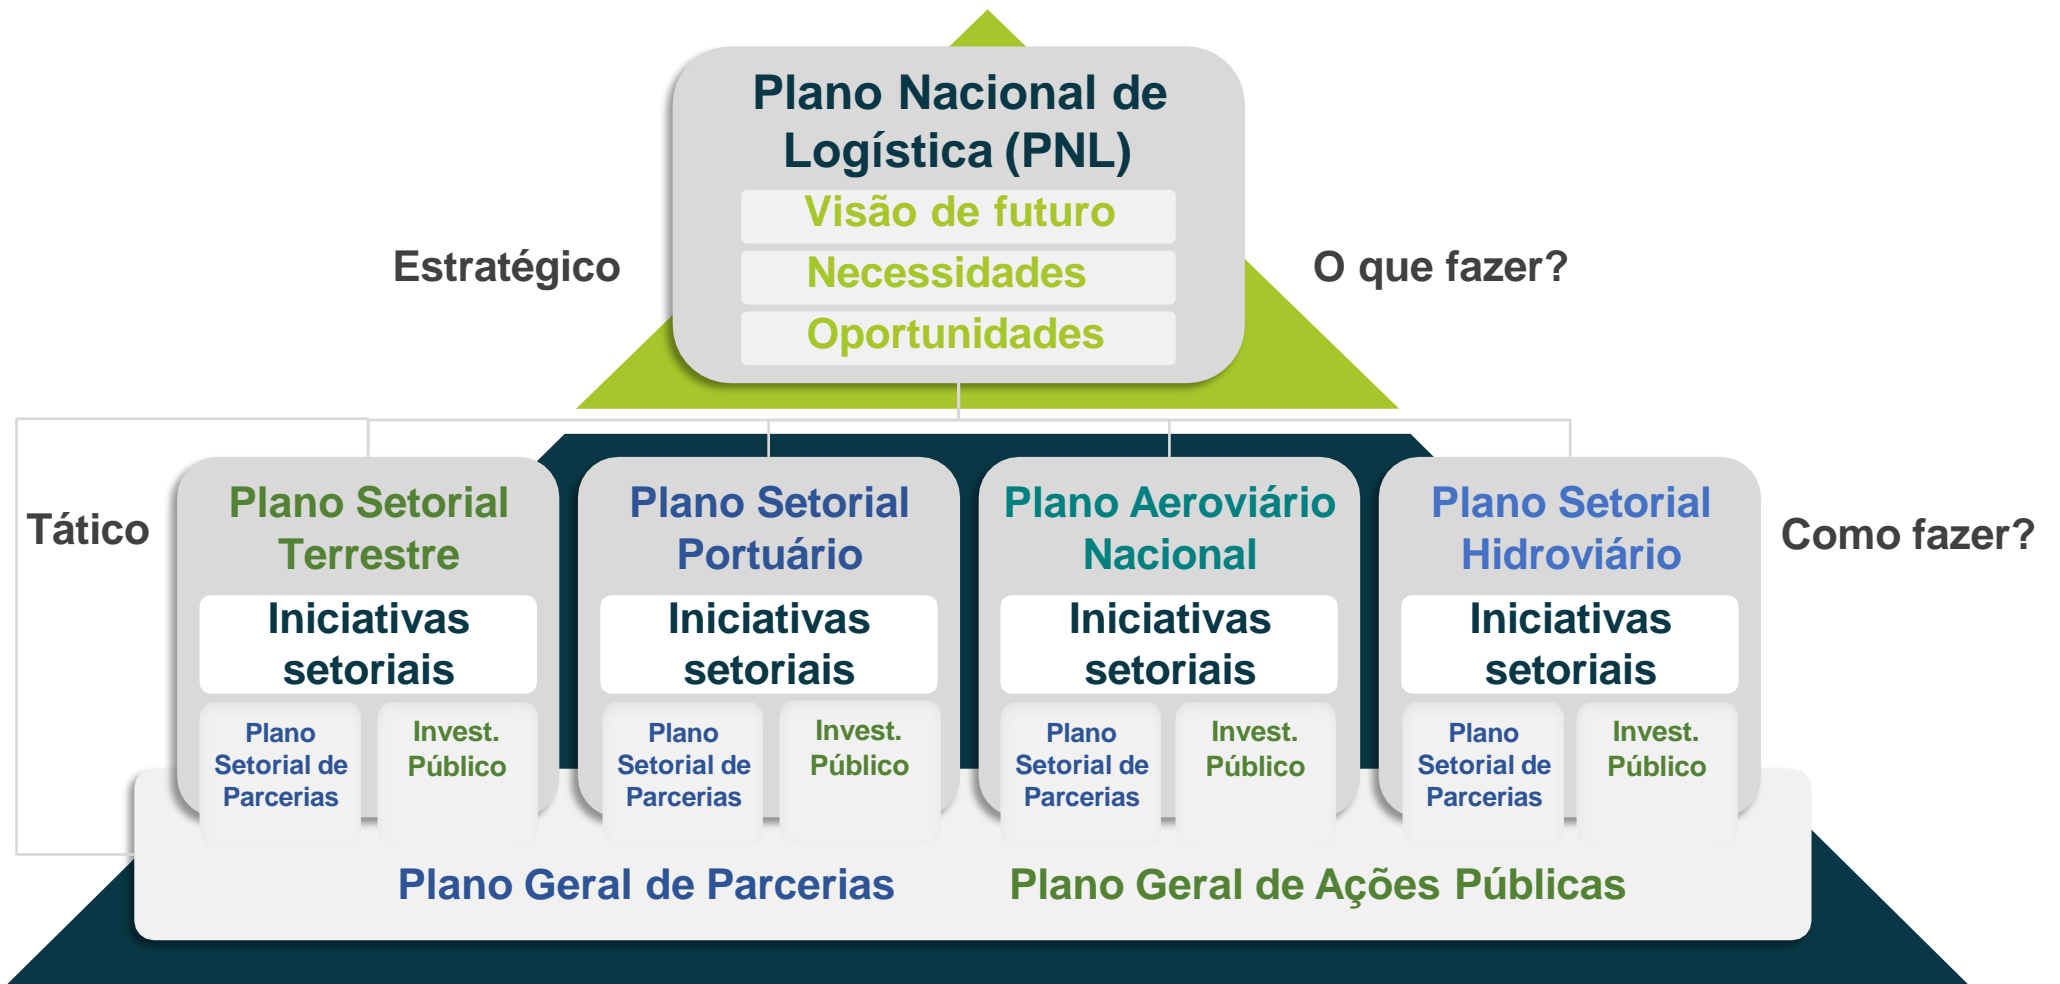 Plano Nacional de
Logística (PNL)
Visão de futuro
Necessidades
Oportunidades
Estratégico
O que fazer?
Tático
Como fazer?
Plano Setorial
Terrestre
Iniciativas
setoriais
Plano
Setorial de
Parcerias
Invest.
Público
Plano Setorial
Portuário
Iniciativas
setoriais
Plano
Setorial de
Parcerias
Invest.
Público
Plano Aeroviário
Nacional
Iniciativas
setoriais
Plano
Setorial de
Parcerias
Invest.
Público
Plano Setorial
Hidroviário
Iniciativas
setoriais
Plano
Setorial de
Parcerias
Invest.
Público
Plano Geral de Parcerias
Plano Geral de Ações Públicas